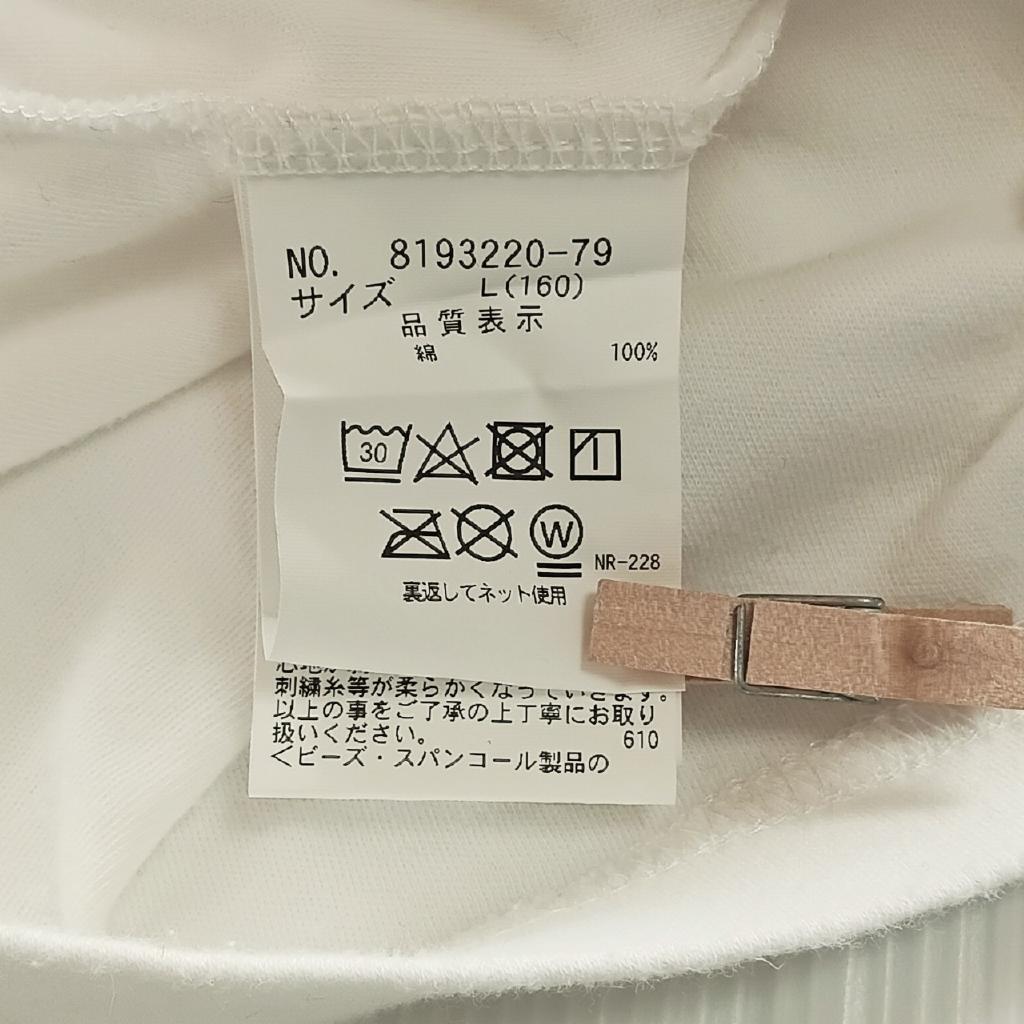 NO. 8193220-79
サイズ L(160)
品質表示
綿 100%
30
W
NR-228
裏返してネット使用
刺繍糸等が柔らかくなっていきます。
以上の事をご了承の上丁寧にお取り
扱いください。 610
＜ビーズ・スパンコール製品の